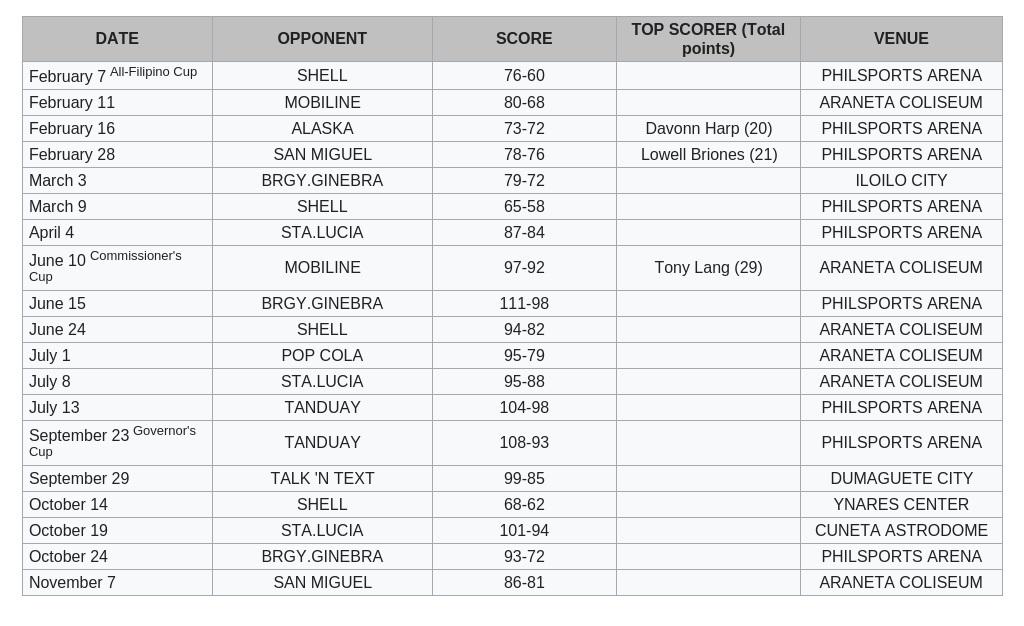 DATE OPPONENT SCORE TOP SCORER (Total points) VENUE
February 7 All-Filipino Cup SHELL 76-60 PHILSPORTS ARENA
February 11 MOBILINE 80-68 ARANETA COLISEUM
February 16 ALASKA 73-72 Davonn Harp (20) PHILSPORTS ARENA
February 28 SAN MIGUEL 78-76 Lowell Briones (21) PHILSPORTS ARENA
March 3 BRGY.GINEBRA 79-72 ILOILO CITY
March 9 SHELL 65-58 PHILSPORTS ARENA
April 4 STA.LUCIA 87-84 PHILSPORTS ARENA
June 10 Commissioner's Cup MOBILINE 97-92 Tony Lang (29) ARANETA COLISEUM
June 15 BRGY.GINEBRA 111-98 PHILSPORTS ARENA
June 24 SHELL 94-82 ARANETA COLISEUM
July 1 POP COLA 95-79 ARANETA COLISEUM
July 8 STA.LUCIA 95-88 ARANETA COLISEUM
July 13 TANDUAY 104-98 PHILSPORTS ARENA
September 23 Governor's Cup TANDUAY 108-93 PHILSPORTS ARENA
September 29 TALK 'N TEXT 99-85 DUMAGUETE CITY
October 14 SHELL 68-62 YNARES CENTER
October 19 STA.LUCIA 101-94 CUNETA ASTRODOME
October 24 BRGY.GINEBRA 93-72 PHILSPORTS ARENA
November 7 SAN MIGUEL 86-81 ARANETA COLISEUM